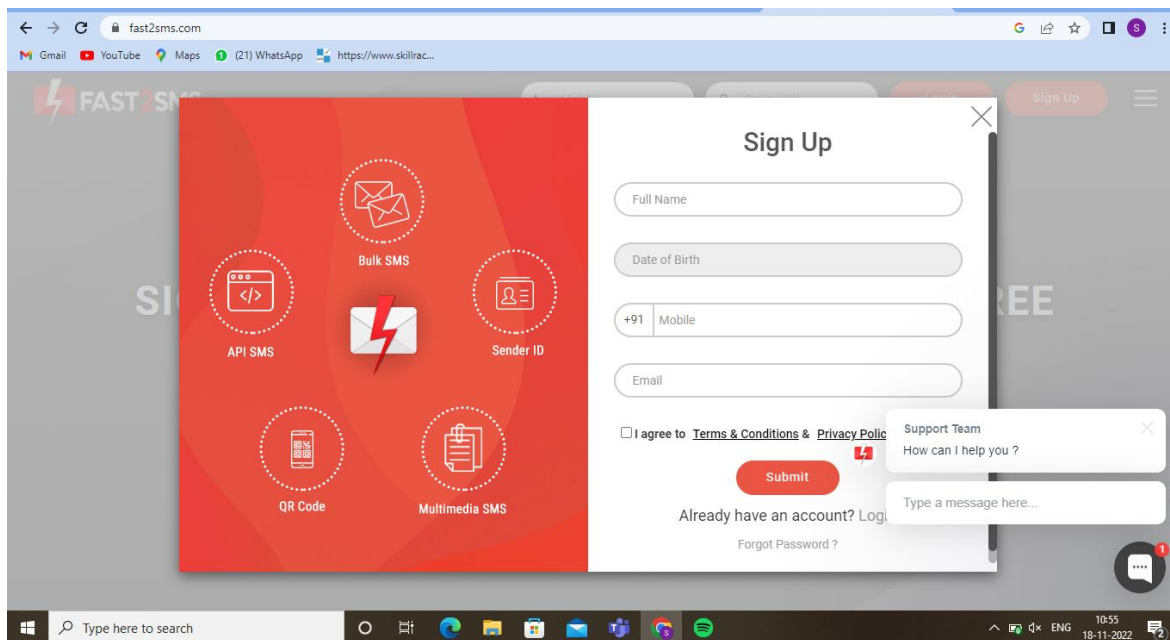 fast2sms.com
G
S
Gmail
YouTube
Maps
(21) WhatsApp
https://www.skillrac...
FAST2SMS
Sign Up
Sign Up
Full Name
Date of Birth
+91 Mobile
Email
I agree to Terms & Conditions & Privacy Polic
Submit
Already have an account? Logi
Forgot Password ?
Bulk SMS
API SMS
Sender ID
QR Code
Multimedia SMS
SI
REE
Support Team
How can I help you ?
Type a message here...
1
Type here to search
ENG
10:55
18-11-2022